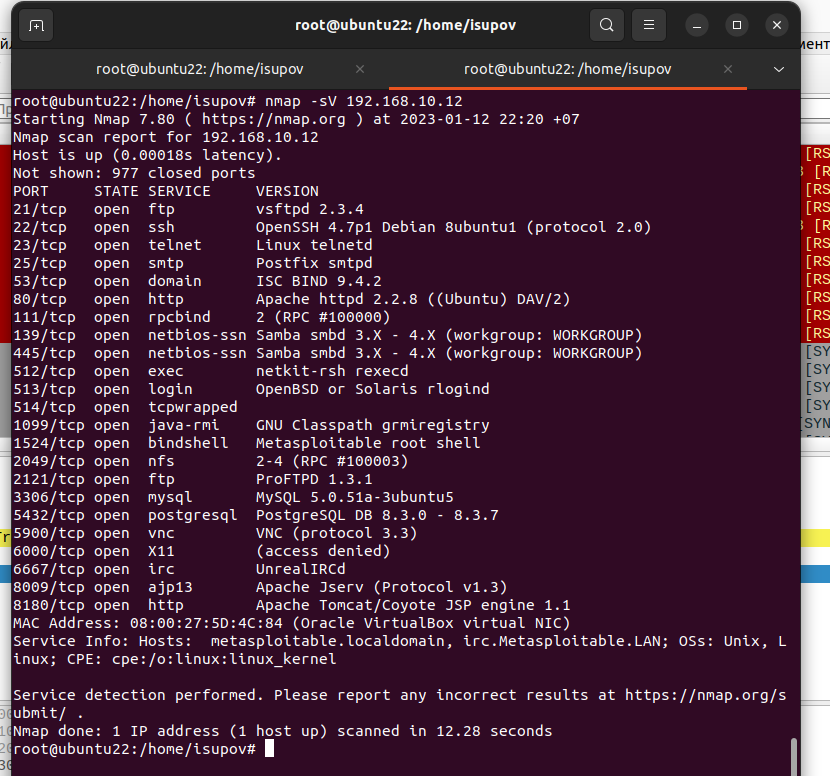 root@ubuntu22: /home/isupov
root@ubuntu22: /home/isupov × root@ubuntu22: /home/isupov ×
root@ubuntu22:/home/isupov# nmap -sV 192.168.10.12
Starting Nmap 7.80 ( https://nmap.org ) at 2023-01-12 22:20 +07
Nmap scan report for 192.168.10.12
Host is up (0.00018s latency).
Not shown: 977 closed ports
PORT     STATE SERVICE     VERSION
21/tcp   open  ftp         vsftpd 2.3.4
22/tcp   open  ssh         OpenSSH 4.7p1 Debian 8ubuntu1 (protocol 2.0)
23/tcp   open  telnet      Linux telnetd
25/tcp   open  smtp        Postfix smtpd
53/tcp   open  domain      ISC BIND 9.4.2
80/tcp   open  http        Apache httpd 2.2.8 ((Ubuntu) DAV/2)
111/tcp  open  rpcbind     2 (RPC #100000)
139/tcp  open  netbios-ssn Samba smbd 3.X - 4.X (workgroup: WORKGROUP)
445/tcp  open  netbios-ssn Samba smbd 3.X - 4.X (workgroup: WORKGROUP)
512/tcp  open  exec        netkit-rsh rexecd
513/tcp  open  login       OpenBSD or Solaris rlogind
514/tcp  open  tcpwrapped
1099/tcp open  java-rmi    GNU Classpath grmiregistry
1524/tcp open  bindshell   Metasploitable root shell
2049/tcp open  nfs         2-4 (RPC #100003)
2121/tcp open  ftp         ProFTPD 1.3.1
3306/tcp open  mysql       MySQL 5.0.51a-3ubuntu5
5432/tcp open  postgresql  PostgreSQL DB 8.3.0 - 8.3.7
5900/tcp open  vnc         VNC (protocol 3.3)
6000/tcp open  X11         (access denied)
6667/tcp open  irc         UnrealIRCd
8009/tcp open  ajp13       Apache Jserv (Protocol v1.3)
8180/tcp open  http        Apache Tomcat/Coyote JSP engine 1.1
MAC Address: 08:00:27:5D:4C:84 (Oracle VirtualBox virtual NIC)
Service Info: Hosts:  metasploitable.localdomain, irc.Metasploitable.LAN; OSs: Unix, L
inux; CPE: cpe:/o:linux:linux_kernel
Service detection performed. Please report any incorrect results at https://nmap.org/s
ubmit/ .
Nmap done: 1 IP address (1 host up) scanned in 12.28 seconds
root@ubuntu22:/home/isupov#